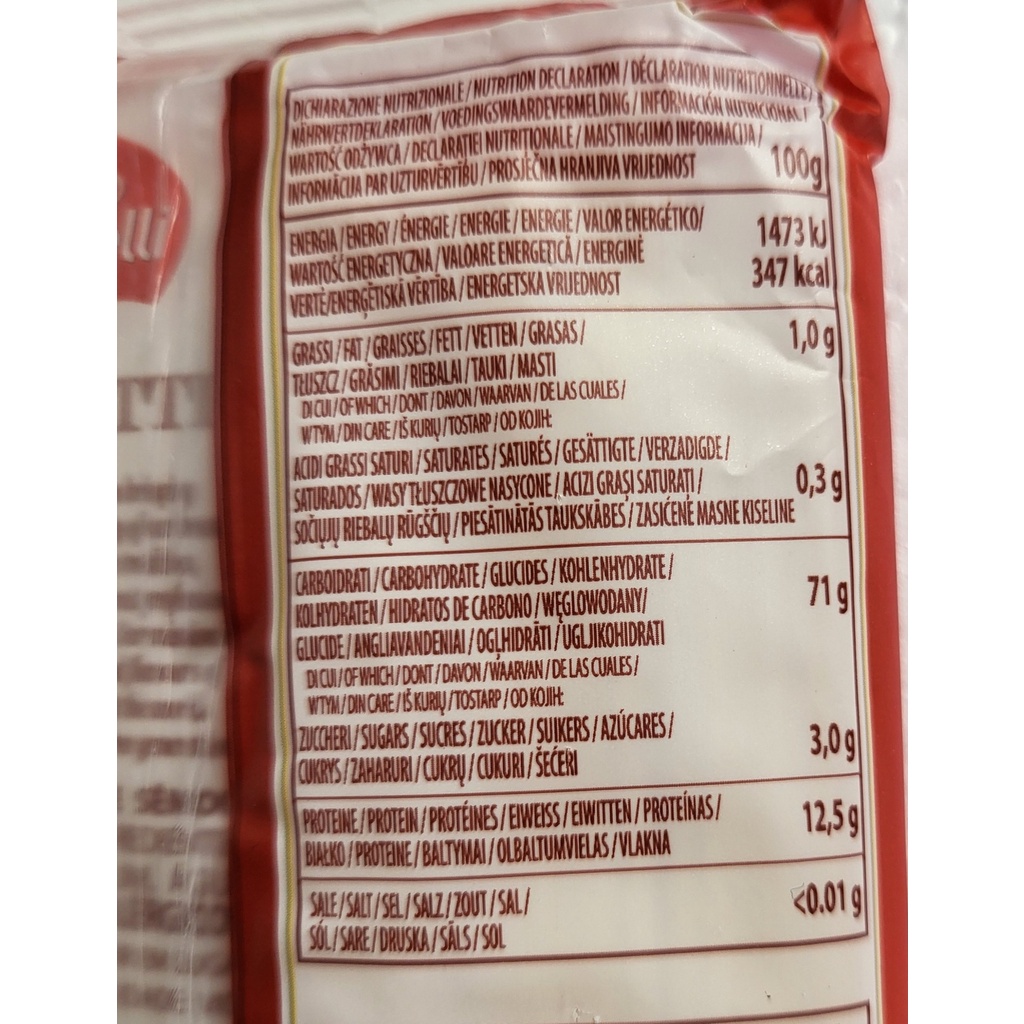 DICHIARAZIONE NUTRIZIONALE / NUTRITION DECLARATION / DÉCLARATION NUTRITIONNELLE /
NÄHRWERTDEKLARATION / VOEDINGSWAARDEVERMELDING / INFORMACIÓN NUTRICIONAL /
WARTOŚĆ ODŻYWCA / DECLARAŢIEI NUTRITIONALE / MAISTINGUMO INFORMACIJA /
INFORMĀCIJA PAR UZTURVĒRTĪBU / PROSJEČNA HRANJIVA VRIJEDNOST
100g
ENERGIA / ENERGY / ÉNERGIE / ENERGIE / ENERGIE / VALOR ENERGÉTICO/
WARTOŚĆ ENERGETYCZNA / VALOARE ENERGETICĂ / ENERGINĖ
VERTĖ/ENERĢĒTISKĀ VĒRTĪBA / ENERGETSKA VRIJEDNOST
1473 kJ
347 kcal
GRASSI / FAT / GRAISSES / FETT / VETTEN / GRASAS /
TŁUSZCZ / GRĂSIMI / RIEBALAI / TAUKI / MASTI
1,0 g
DI CUI / OF WHICH / DONT / DAVON / WAARVAN / DE LAS CUALES /
W TYM / DIN CARE / IŠ KURIŲ / TOSTARP / OD KOJIH:
ACIDI GRASSI SATURI / SATURATES / SATURÉS / GESÄTTIGTE / VERZADIGDE /
SATURADOS / WASY TŁUSZCZOWE NASYCONE / ACIZI GRAŞI SATURAŢI /
SOČIŲJŲ RIEBALŲ RŪGŠČIŲ / PIESĀTINĀTĀS TAUKSKĀBES / ZASIĆENE MASNE KISELINE
0,3 g
CARBOIDRATI / CARBOHYDRATE / GLUCIDES / KOHLENHYDRATE /
KOLHYDRATEN / HIDRATOS DE CARBONO / WĘGLOWODANY/
GLUCIDE / ANGLIAVANDENIAI / OGĻHIDRĀTI / UGLJIKOHIDRATI
71 g
DI CUI / OF WHICH / DONT / DAVON / WAARVAN / DE LAS CUALES /
W TYM / DIN CARE / IŠ KURIŲ / TOSTARP / OD KOJIH:
ZUCCHERI / SUGARS / SUCRES / ZUCKER / SUIKERS / AZÚCARES /
CUKRYS / ZAHARURI / CUKRŲ / CUKURI / ŠEĆERI
3,0 g
PROTEINE / PROTEIN / PROTÉINES / EIWEISS / EIWITTEN / PROTEÍNAS /
BIAŁKO / PROTEINE / BALTYMAI / OLBALTUMVIELAS / VLAKNA
12,5 g
SALE / SALT / SEL / SALZ / ZOUT / SAL /
SÓL / SARE / DRUSKA / SĀLS / SOL
<0.01 g